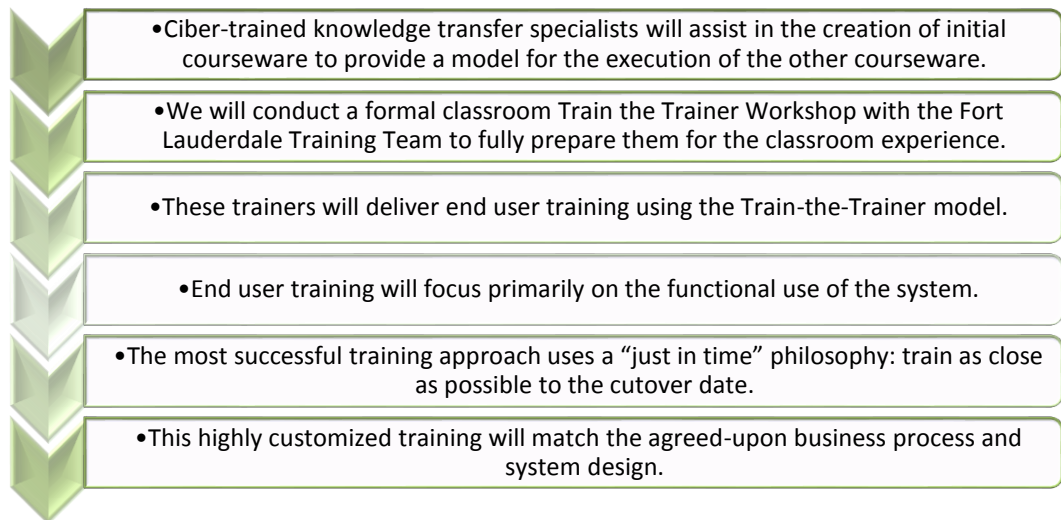 •Ciber-trained knowledge transfer specialists will assist in the creation of initial
courseware to provide a model for the execution of the other courseware.
•We will conduct a formal classroom Train the Trainer Workshop with the Fort
Lauderdale Training Team to fully prepare them for the classroom experience.
•These trainers will deliver end user training using the Train-the-Trainer model.
•End user training will focus primarily on the functional use of the system.
•The most successful training approach uses a “just in time” philosophy: train as close
as possible to the cutover date.
•This highly customized training will match the agreed-upon business process and
system design.